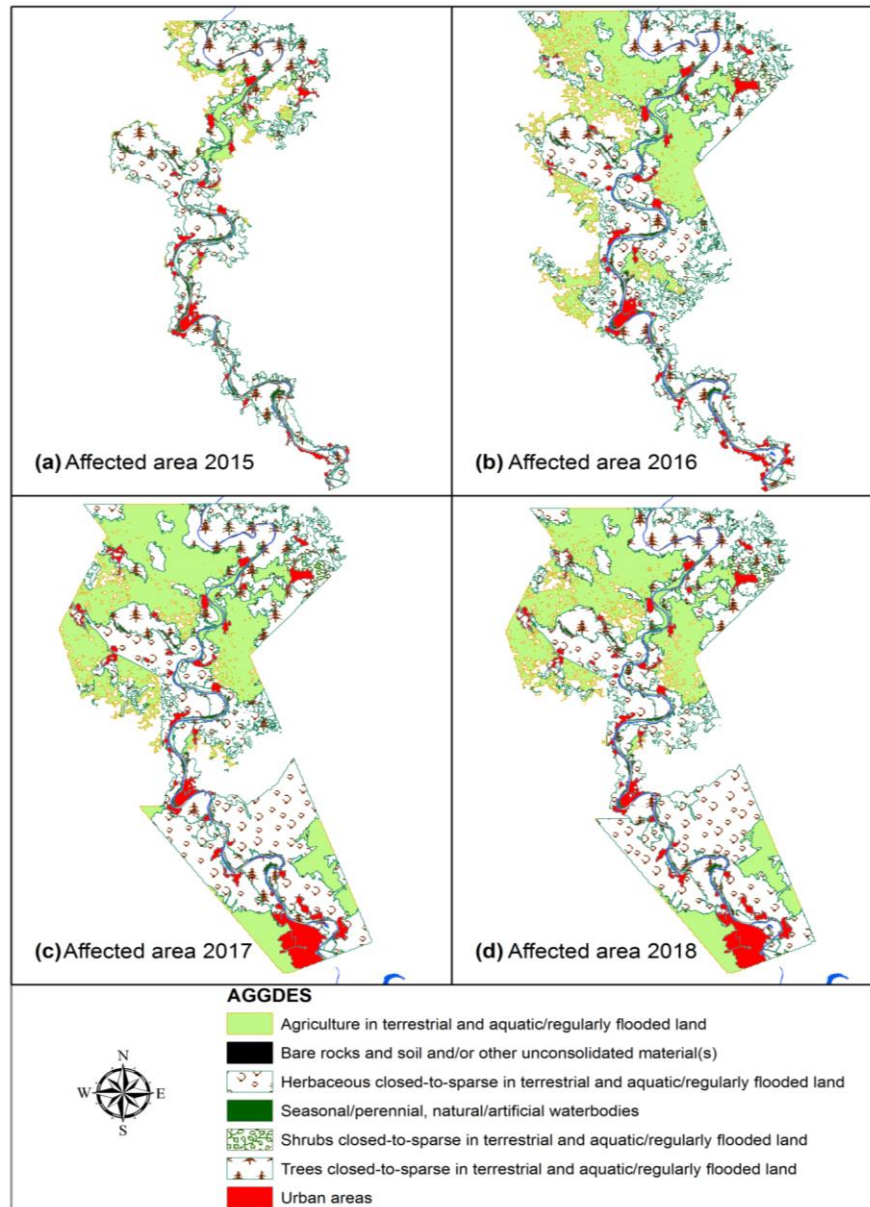 (a) Affected area 2015
(b) Affected area 2016
(c) Affected area 2017
(d) Affected area 2018
AGGDES
Agriculture in terrestrial and aquatic/regularly flooded land
Bare rocks and soil and/or other unconsolidated material(s)
Herbaceous closed-to-sparse in terrestrial and aquatic/regularly flooded land
Seasonal/perennial, natural/artificial waterbodies
Shrubs closed-to-sparse in terrestrial and aquatic/regularly flooded land
Trees closed-to-sparse in terrestrial and aquatic/regularly flooded land
Urban areas
N
W E
S